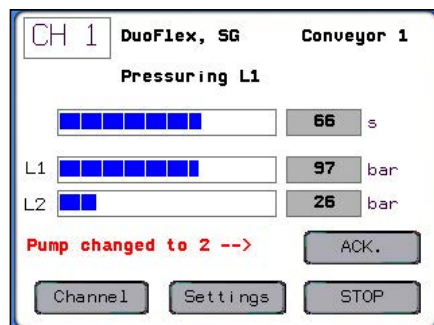 CH 1 DuoFlex, SG Conveyor 1
Pressuring L1
66 s
L1 97 bar
L2 26 bar
Pump changed to 2 --> ACK.
Channel Settings STOP